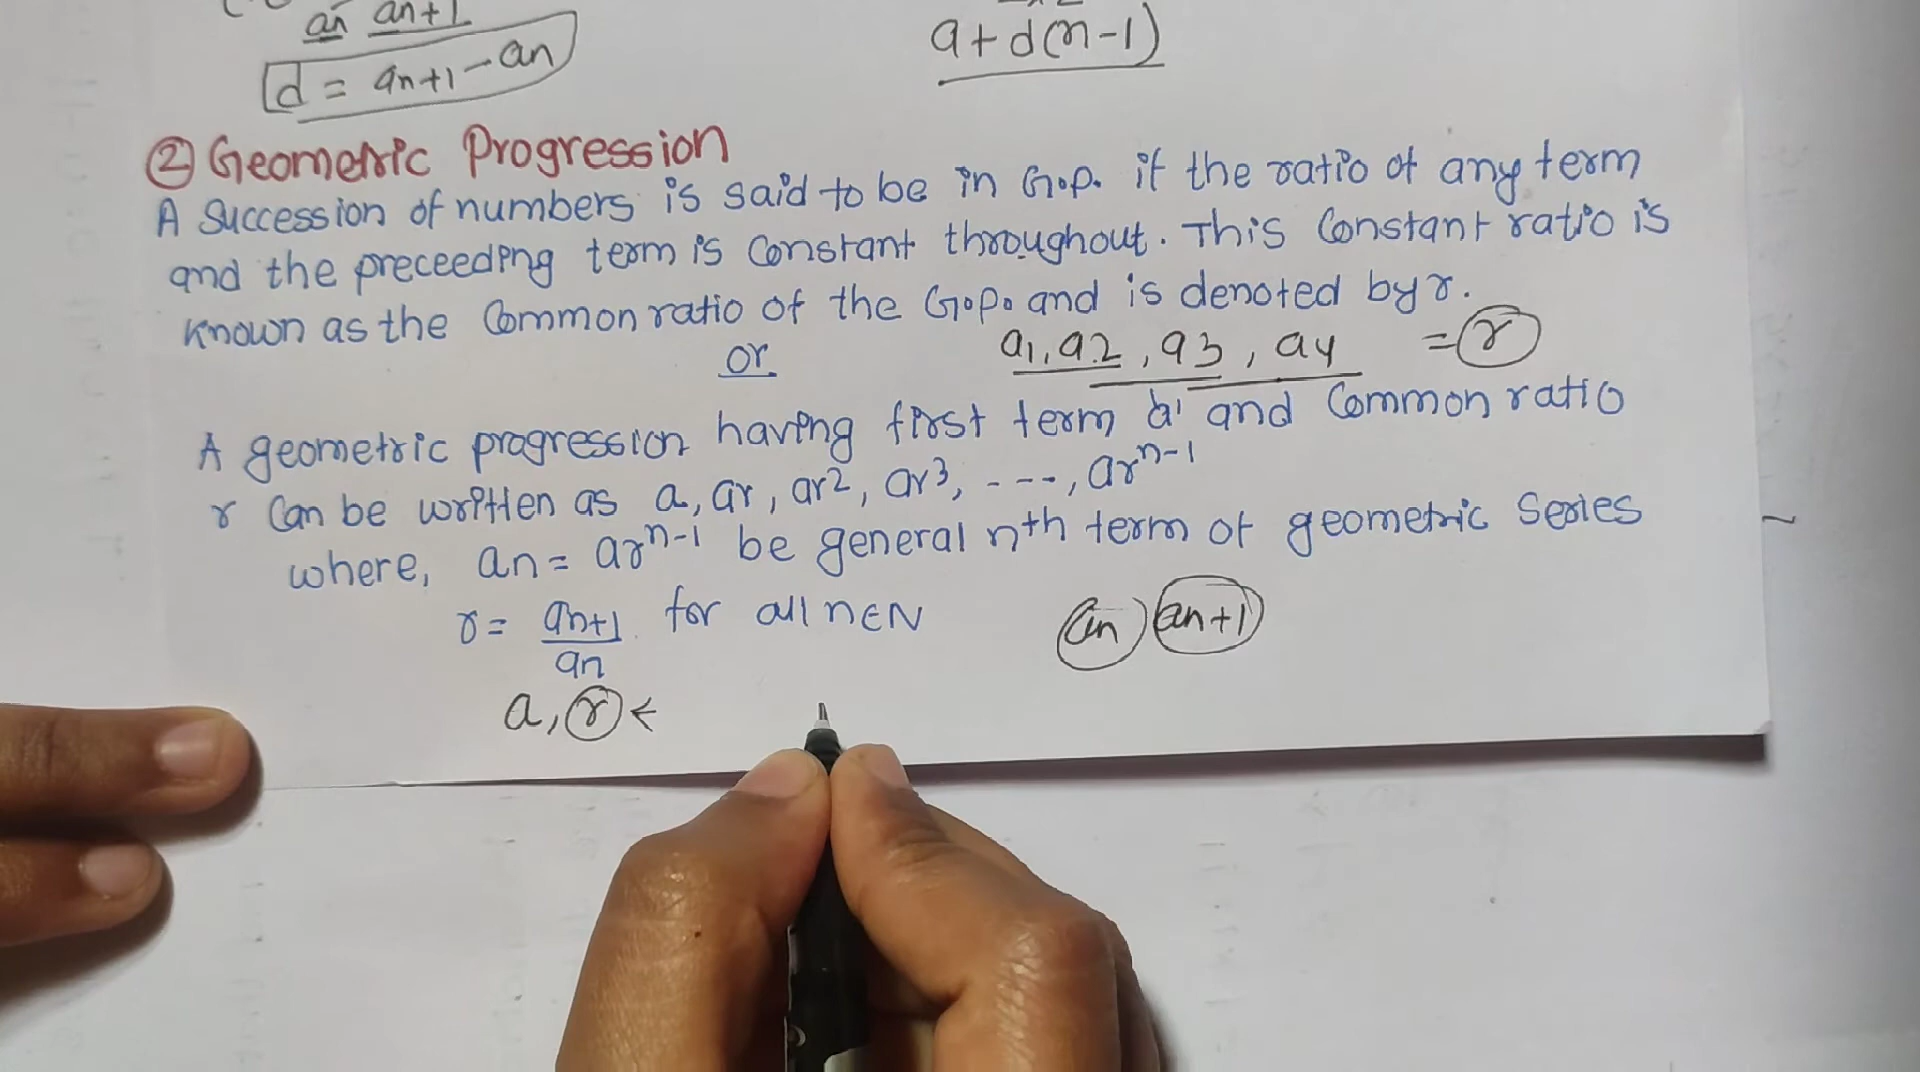 an an+1
d = an+1 - an
a + d(n-1)
② Geometric Progression
A Succession of numbers is said to be in G.P. if the ratio of any term
and the preceeding term is Constant throughout. This Constant ratio is
known as the Common ratio of the G.P. and is denoted by r.
or
a1, a2, a3, a4 = r
A geometric progression having first term 'a' and Common ratio
r Can be written as a, ar, ar², ar³, ----, arⁿ⁻¹
where, an = arⁿ⁻¹ be general nth term of geometric Series
r = an+1/an for all n∈N
an an+1
a, r ←